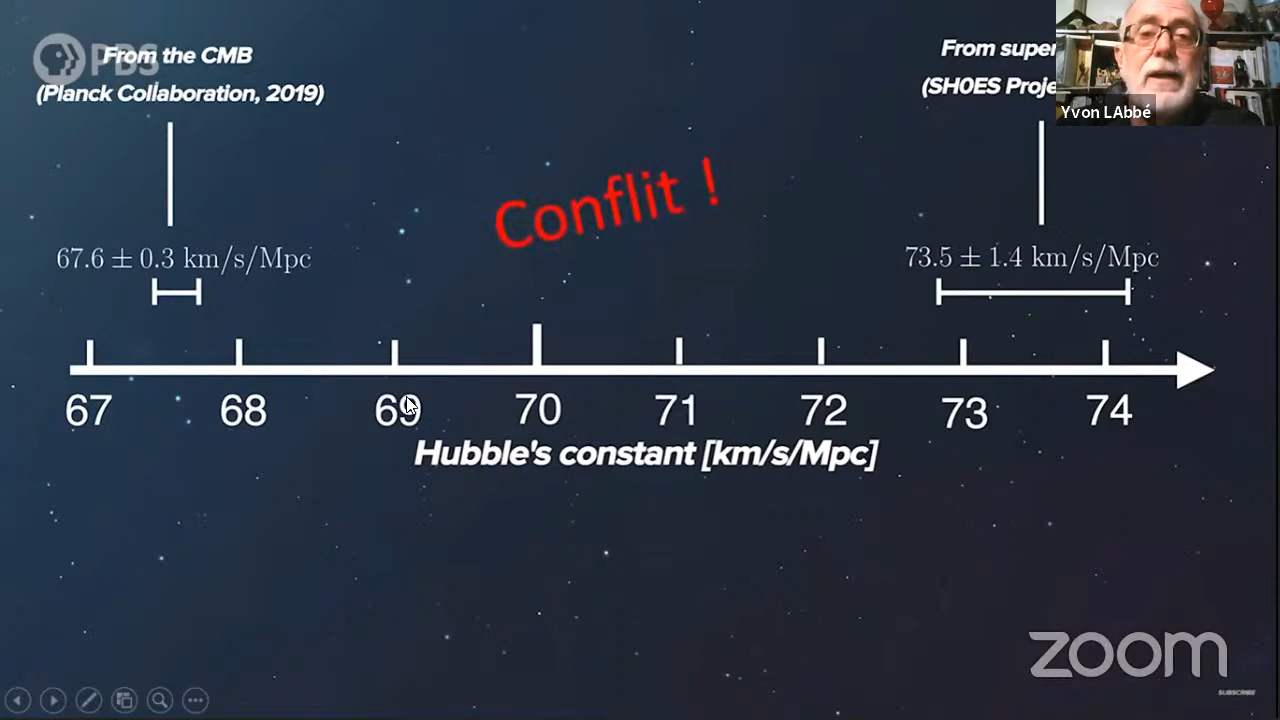 PBS
From the CMB
(Planck Collaboration, 2019)
From super
(SH0ES Proje
Yvon LAbbé
Conflit !
67.6 ± 0.3 km/s/Mpc
73.5 ± 1.4 km/s/Mpc
67 68 69 70 71 72 73 74
Hubble's constant [km/s/Mpc]
zoom
SUBSCRIBE